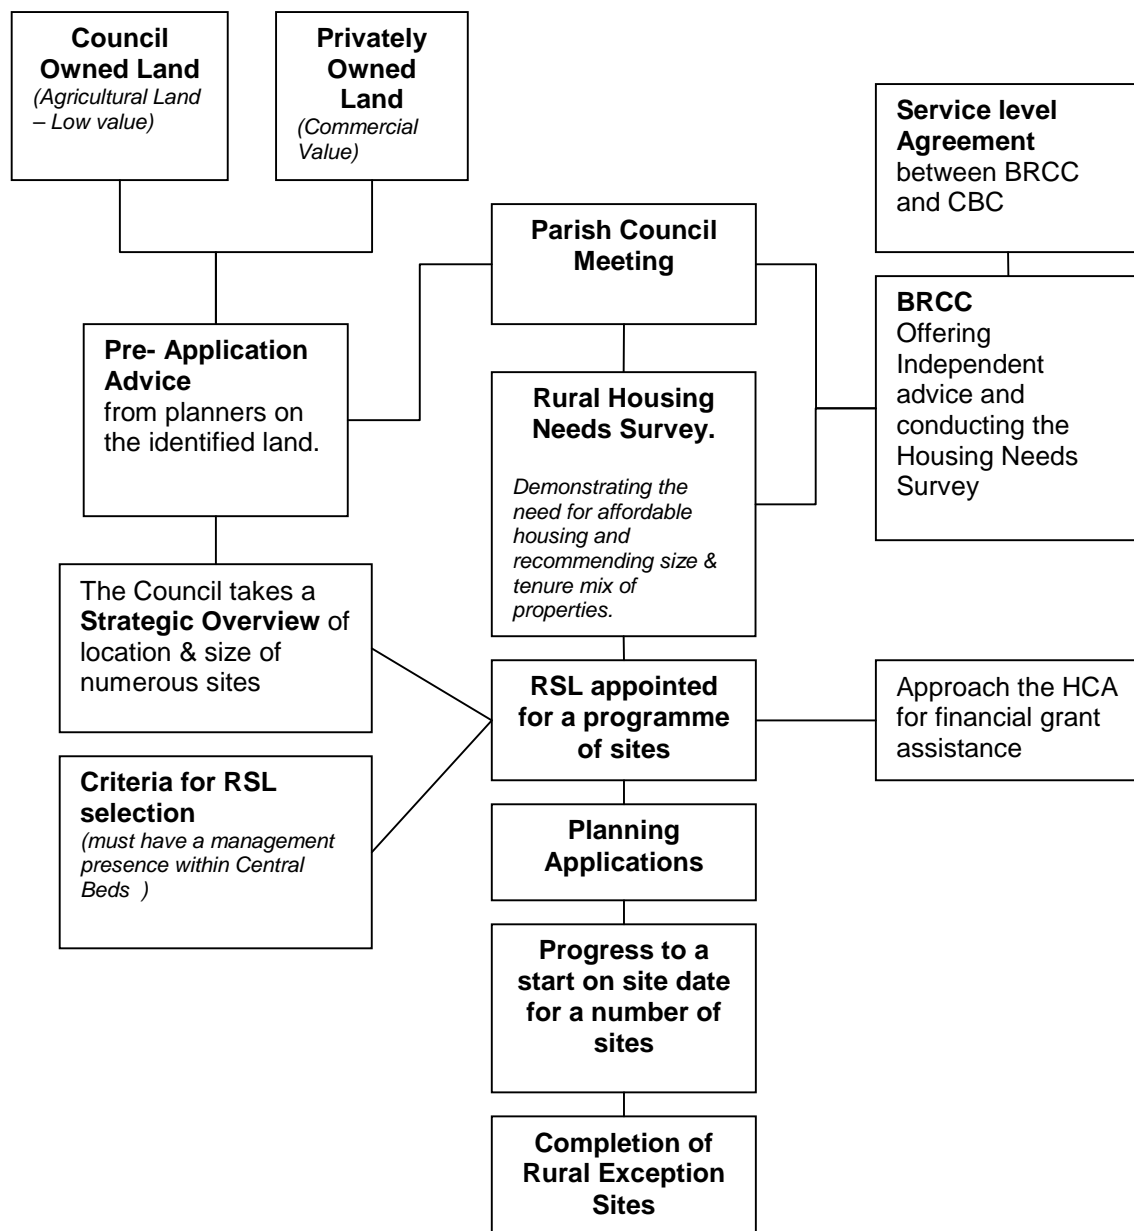 Council
Owned Land
(Agricultural Land
– Low value)
Privately
Owned
Land
(Commercial
Value)
Service level
Agreement
between BRCC
and CBC
Parish Council
Meeting
BRCC
Offering
Independent
advice and
conducting the
Housing Needs
Survey
Pre- Application
Advice
from planners on
the identified land.
Rural Housing
Needs Survey.
Demonstrating the
need for affordable
housing and
recommending size &
tenure mix of
properties.
The Council takes a
Strategic Overview of
location & size of
numerous sites
RSL appointed
for a programme
of sites
Approach the HCA
for financial grant
assistance
Criteria for RSL
selection
(must have a management
presence within Central
Beds )
Planning
Applications
Progress to a
start on site date
for a number of
sites
Completion of
Rural Exception
Sites